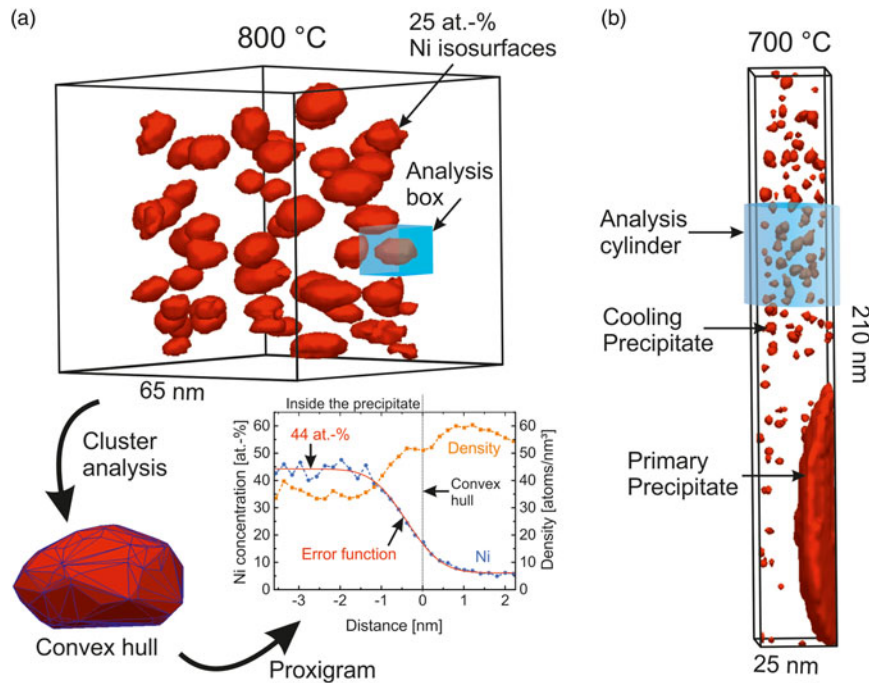 (a)
800 °C
25 at.-%
Ni isosurfaces
Analysis
box
65 nm
Cluster
analysis
Convex hull
Proxigram
Inside the precipitate
60
50
40
30
20
10
0
Ni concentration [at.-%]
44 at.-%
Density
Convex
hull
Error function
Ni
60
50
40
30
20
10
0
Density [atoms/nm³]
-3 -2 -1 0 1 2
Distance [nm]
(b)
700 °C
Analysis
cylinder
Cooling
Precipitate
210 nm
Primary
Precipitate
25 nm